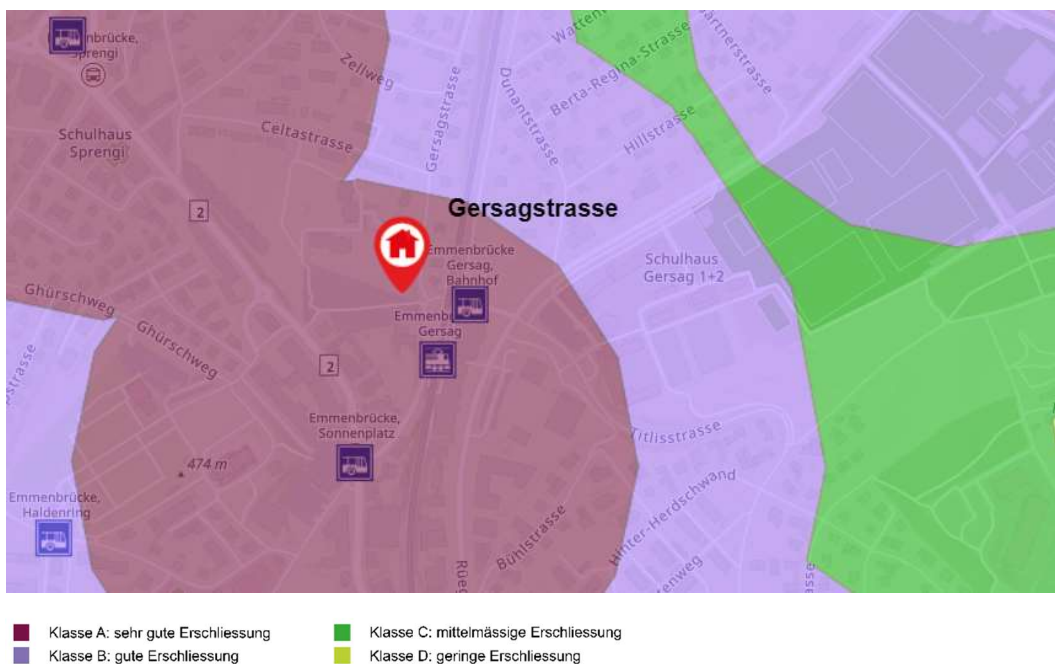 Sprengi
Schulhaus
Sprengi
2
Zellweg
Celtastrasse
Gersagstrasse
Dunantstrasse
Berta-Regina-Strasse
Hillstrasse
Gersagstrasse
Emmenbrücke
Gersag,
Bahnhof
Gersag
Schulhaus
Gersag 1+2
Ghürschweg
Ghürschweg
2
Emmenbrücke,
Sonnenplatz
474 m
Emmenbrücke,
Haldenring
Titlisstrasse
Hinter-Herdschwand
Bühlstrasse
Klasse A: sehr gute Erschliessung
Klasse B: gute Erschliessung
Klasse C: mittelmässige Erschliessung
Klasse D: geringe Erschliessung